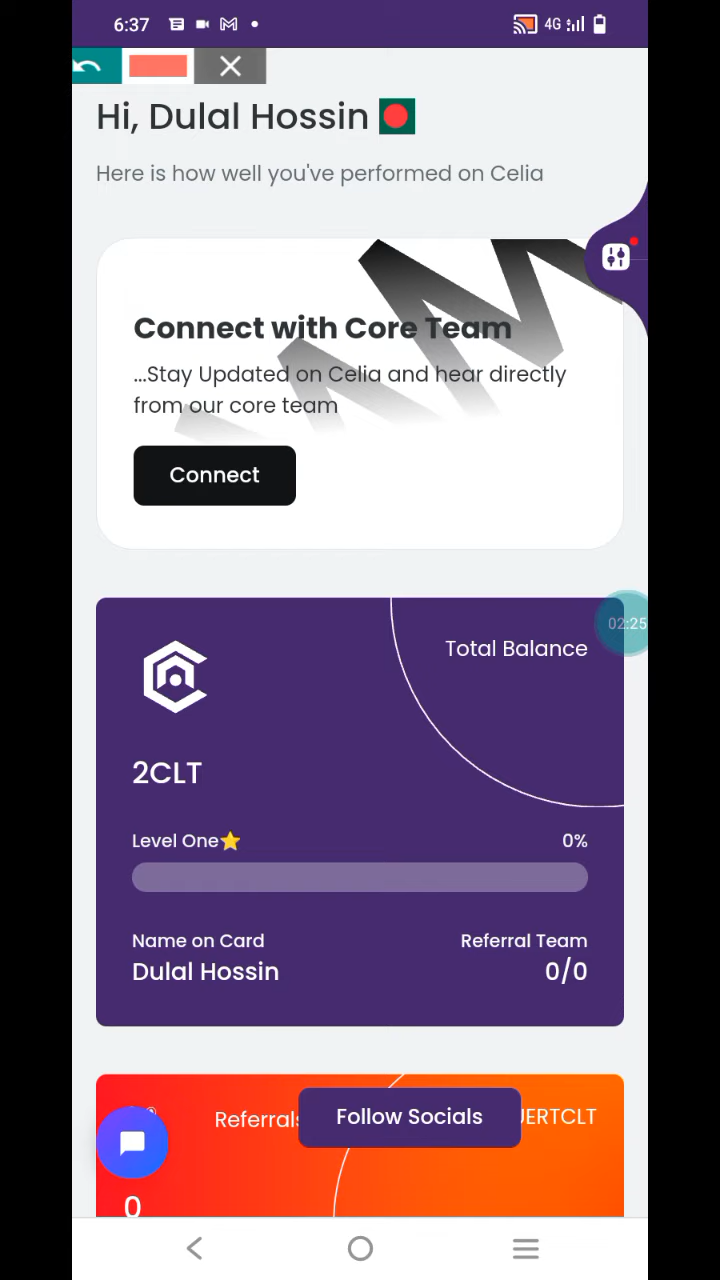 6:37
4G
Hi, Dulal Hossin
Here is how well you've performed on Celia
Connect with Core Team
...Stay Updated on Celia and hear directly
from our core team
Connect
02:25
Total Balance
2CLT
Level One
0%
Name on Card
Referral Team
Dulal Hossin
0/0
Referrals
Follow Socials
JERTCLT
0